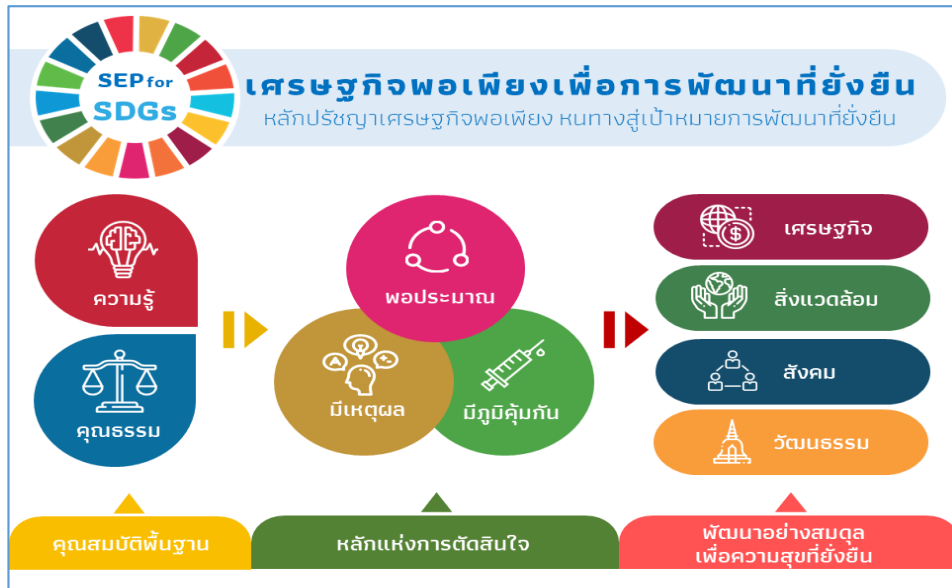 SEP for
SDGs
เศรษฐกิจพอเพียงเพื่อการพัฒนาที่ยั่งยืน
หลักปรัชญาเศรษฐกิจพอเพียง หนทางสู่เป้าหมายการพัฒนาที่ยั่งยืน
ความรู้
คุณธรรม
พอประมาณ
มีเหตุผล
มีภูมิคุ้มกัน
เศรษฐกิจ
สิ่งแวดล้อม
สังคม
วัฒนธรรม
คุณสมบัติพื้นฐาน
หลักแห่งการตัดสินใจ
พัฒนาอย่างสมดุล
เพื่อความสุขที่ยั่งยืน